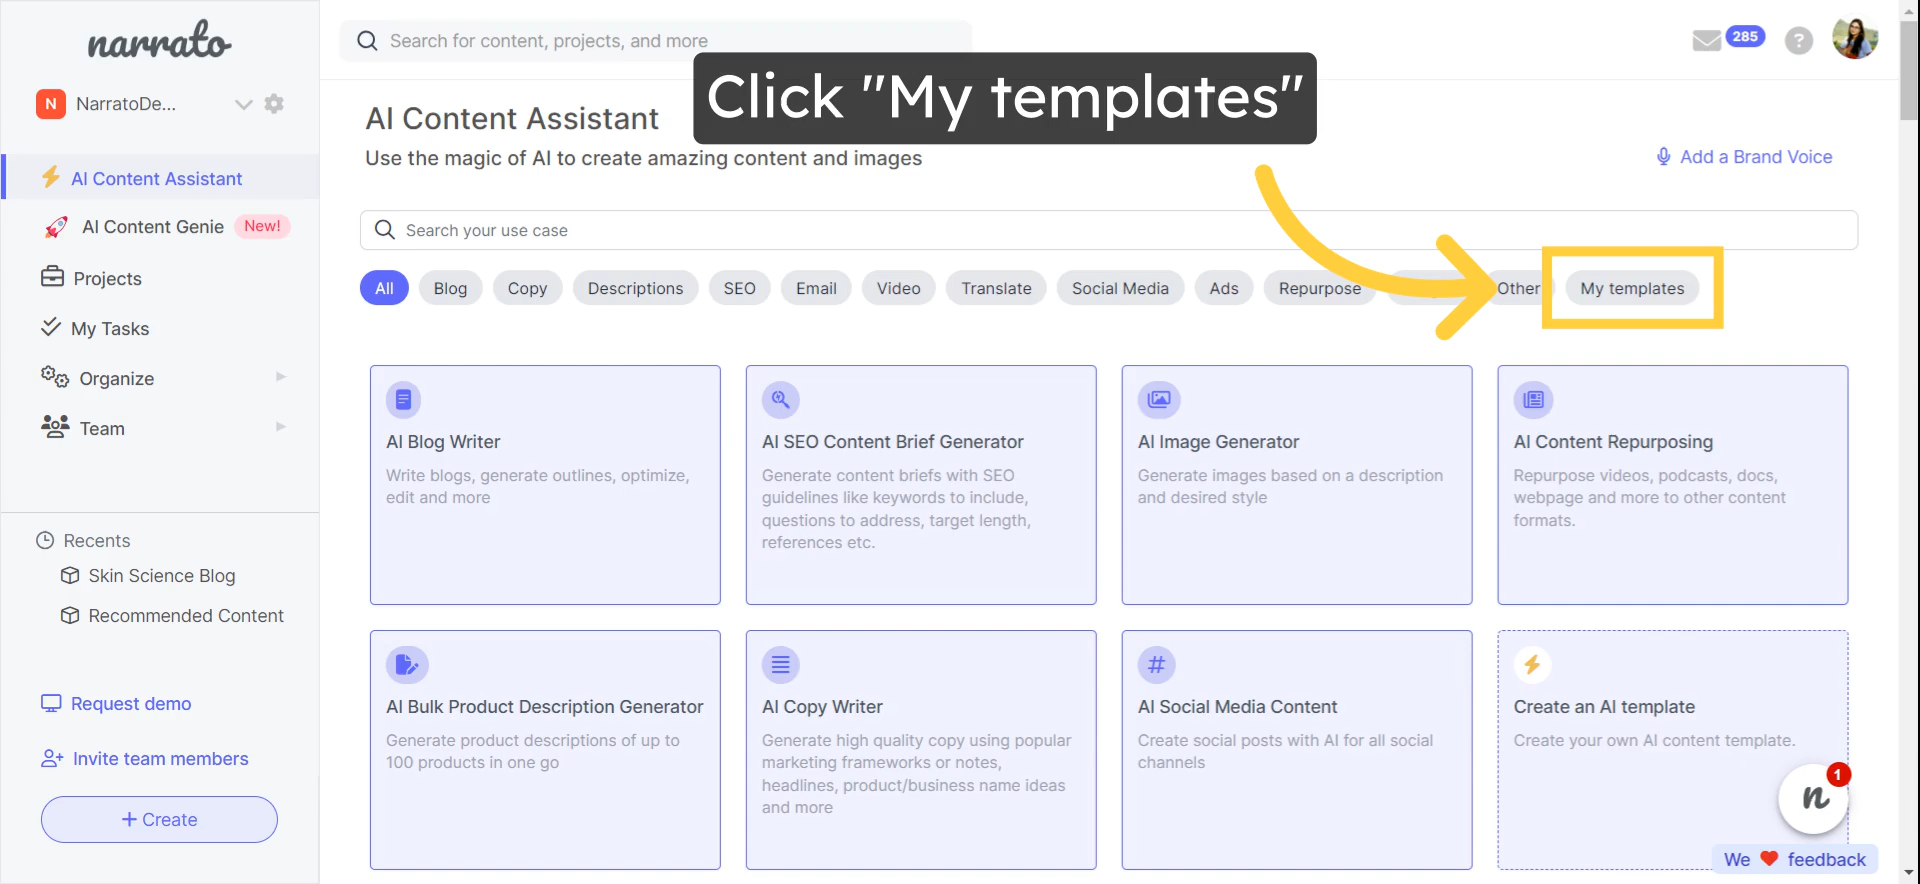 narrato
Search for content, projects, and more
285
?
N
NarratoDe...
Click "My templates"
AI Content Assistant
Use the magic of AI to create amazing content and images
Add a Brand Voice
AI Content Assistant
AI Content Genie New!
Projects
My Tasks
Organize
Team
Recents
Skin Science Blog
Recommended Content
Request demo
Invite team members
+ Create
Search your use case
All
Blog
Copy
Descriptions
SEO
Email
Video
Translate
Social Media
Ads
Repurpose
Other
My templates
AI Blog Writer
Write blogs, generate outlines, optimize,
edit and more
AI SEO Content Brief Generator
Generate content briefs with SEO
guidelines like keywords to include,
questions to address, target length,
references etc.
AI Image Generator
Generate images based on a description
and desired style
AI Content Repurposing
Repurpose videos, podcasts, docs,
webpage and more to other content
formats.
AI Bulk Product Description Generator
Generate product descriptions of up to
100 products in one go
AI Copy Writer
Generate high quality copy using popular
marketing frameworks or notes,
headlines, product/business name ideas
and more
#
AI Social Media Content
Create social posts with AI for all social
channels
Create an AI template
Create your own AI content template.
n
1
We ❤ feedback